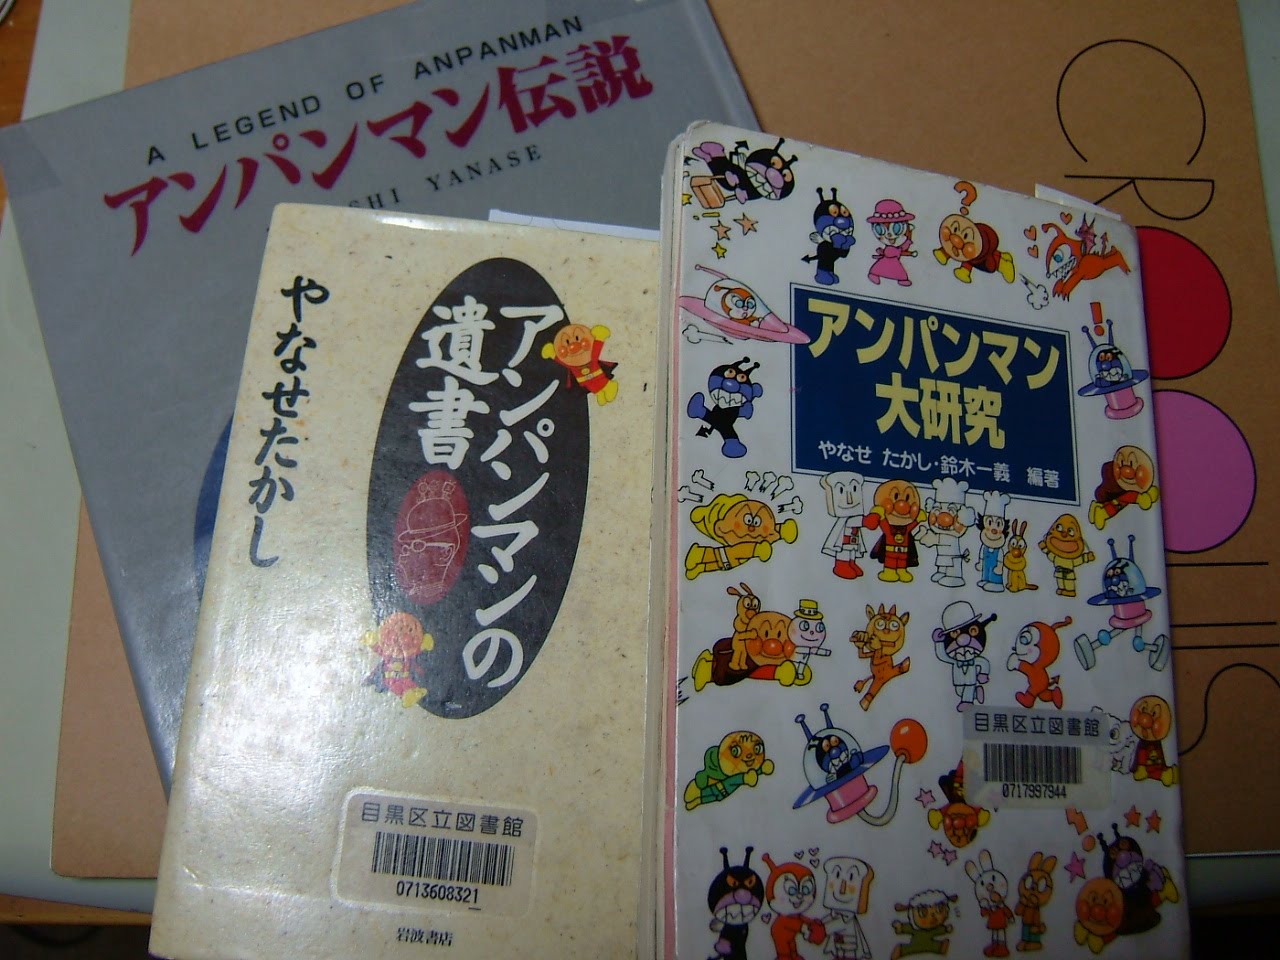 A LEGEND OF ANPANMAN
アンパンマン伝説
SHI YANASE
やなせたかし
アンパンマンの
遺書
目黒区立図書館
0713608321
岩波書店
アンパンマン
大研究
やなせ たかし・鈴木一義 編著
?
!
目黒区立図書館
0717997944